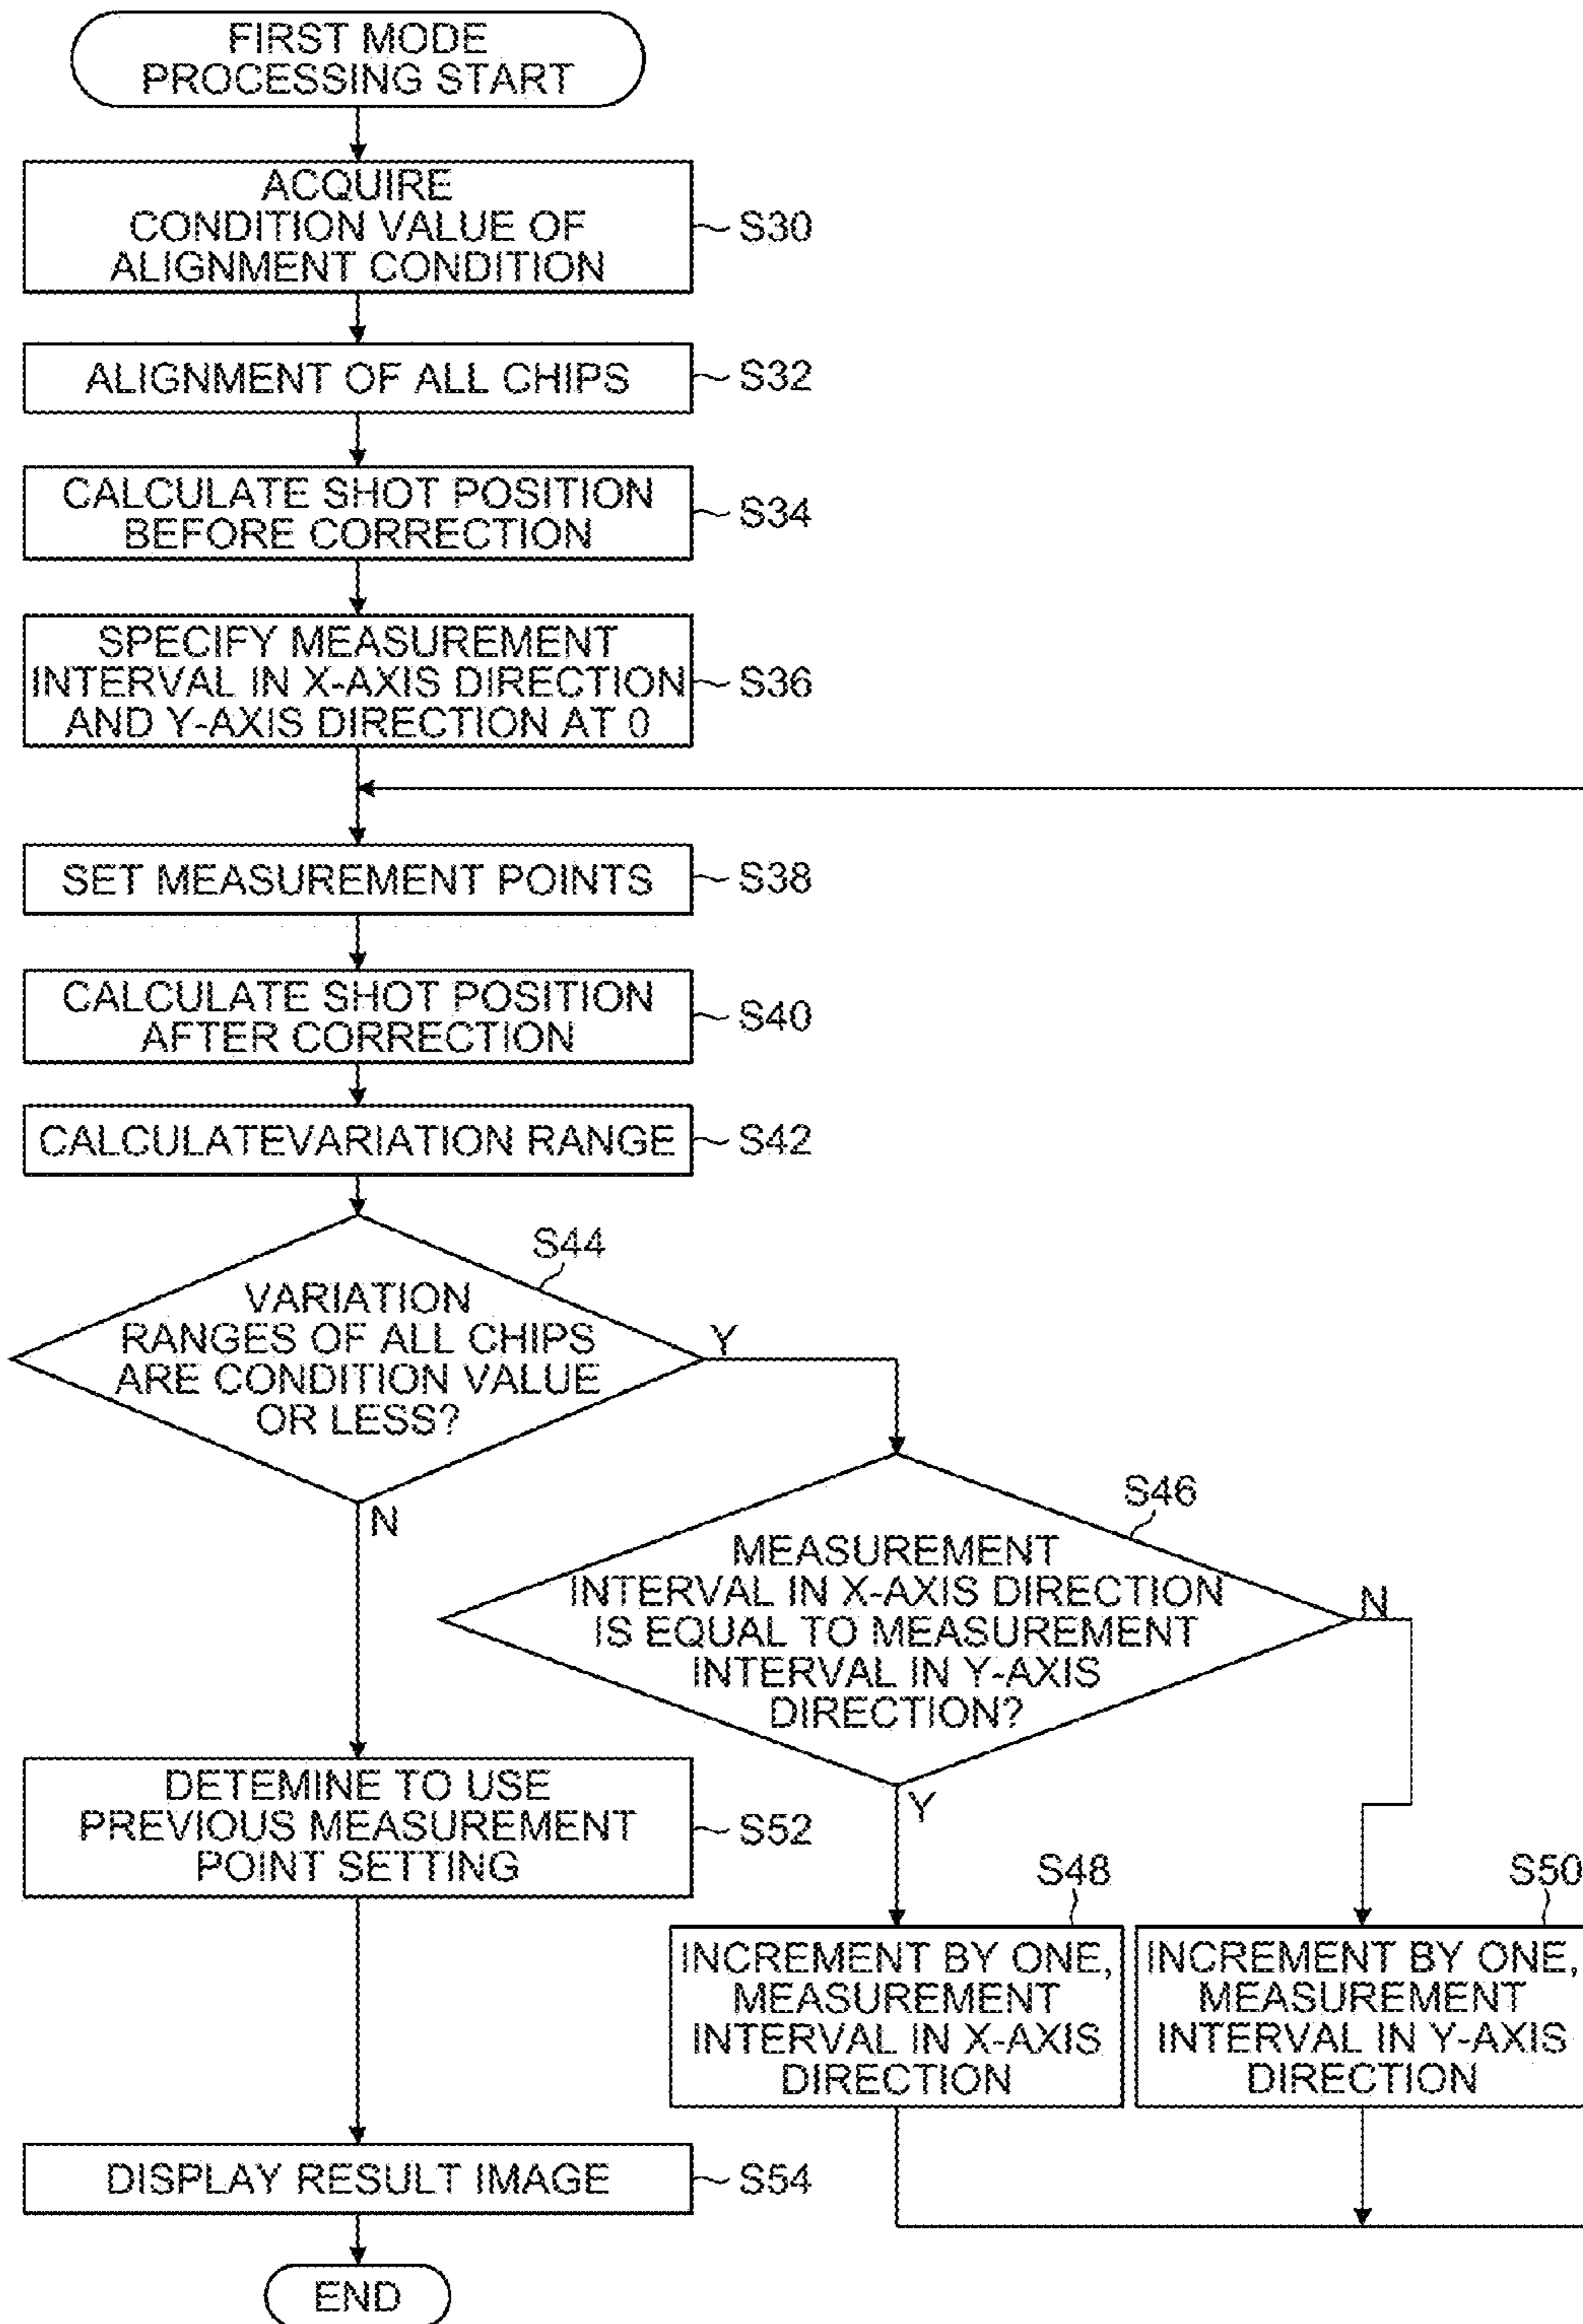 FIRST MODE
PROCESSING START
ACQUIRE
CONDITION VALUE OF
ALIGNMENT CONDITION
S30
ALIGNMENT OF ALL CHIPS
S32
CALCULATE SHOT POSITION
BEFORE CORRECTION
S34
SPECIFY MEASUREMENT
INTERVAL IN X-AXIS DIRECTION
AND Y-AXIS DIRECTION AT 0
S36
SET MEASUREMENT POINTS
S38
CALCULATE SHOT POSITION
AFTER CORRECTION
S40
CALCULATEVARIATION RANGE
S42
S44
VARIATION
RANGES OF ALL CHIPS
ARE CONDITION VALUE
OR LESS?
Y
N
S46
MEASUREMENT
INTERVAL IN X-AXIS DIRECTION
IS EQUAL TO MEASUREMENT
INTERVAL IN Y-AXIS
DIRECTION?
N
Y
DETEMINE TO USE
PREVIOUS MEASUREMENT
POINT SETTING
S52
S48
INCREMENT BY ONE,
MEASUREMENT
INTERVAL IN X-AXIS
DIRECTION
S50
INCREMENT BY ONE,
MEASUREMENT
INTERVAL IN Y-AXIS
DIRECTION
DISPLAY RESULT IMAGE
S54
END